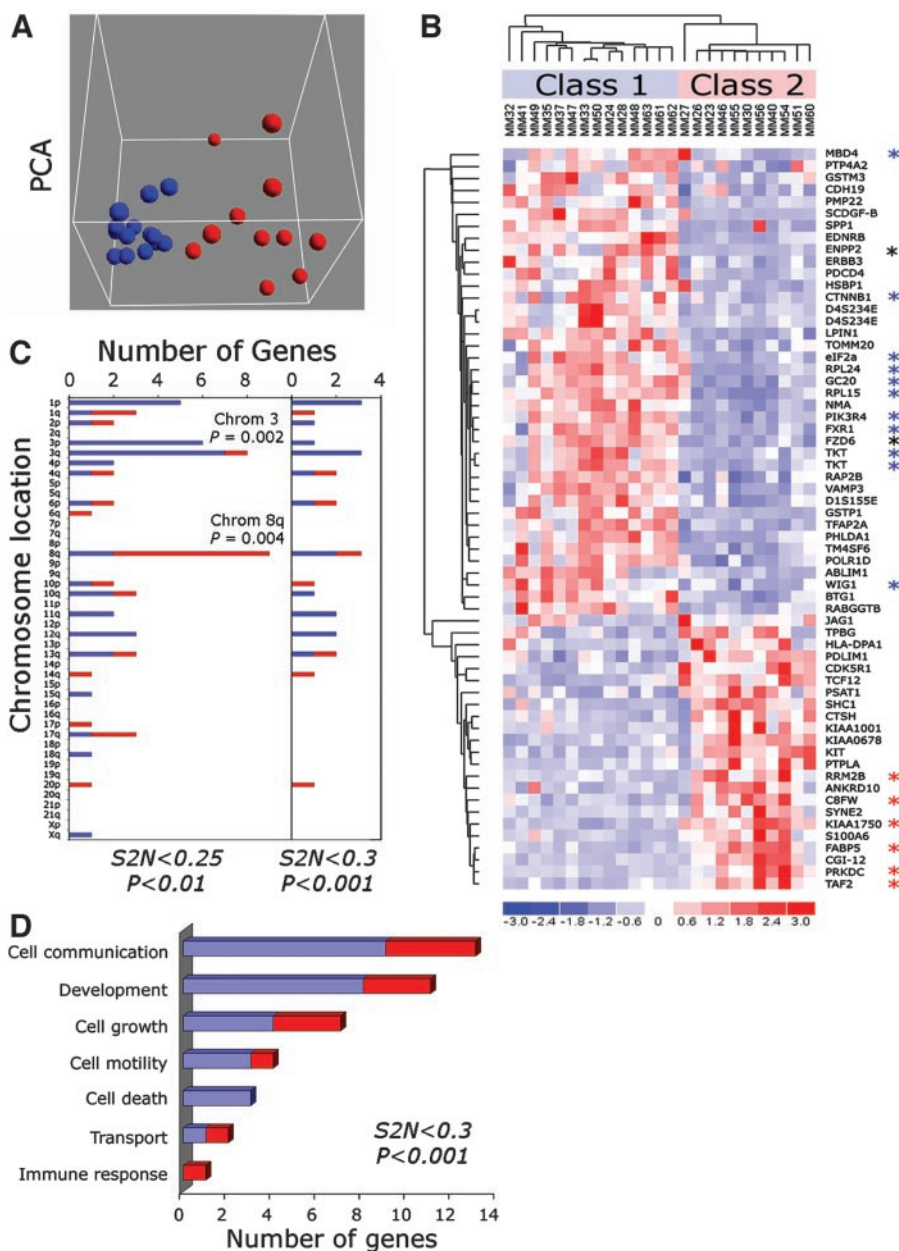 A
PCA
B
Class 1
Class 2
MM32
MM41
MM49
MM35
MM37
MM47
MM33
MM50
MM24
MM28
MM48
MM63
MM61
MM62
MM27
MM26
MM23
MM46
MM55
MM30
MM56
MM40
MM54
MM51
MM60
MBD4 *
PTP4A2
GSTM3
CDH19
PMP22
SCDGF-B
SPP1
EDNRB
ENPP2 *
ERBB3
PDCD4
HSBP1
CTNNB1 *
D4S234E
D4S234E
LPIN1
TOMM20
eIF2a *
RPL24 *
GC20 *
RPL15 *
NMA
PIK3R4 *
FXR1 *
FZD6 *
TKT *
TKT *
RAP2B
VAMP3
D1S155E
GSTP1
TFAP2A
PHLDA1
TM4SF6
POLR1D
ABLIM1
WIG1 *
BTG1
RABGGTB
JAG1
TPBG
HLA-DPA1
PDLIM1
CDK5R1
TCF12
PSAT1
SHC1
CTSH
KIAA1001
KIAA0678
KIT
PTPLA
RRM2B *
ANKRD10
C8FW *
SYNE2
KIAA1750 *
S100A6
FABP5 *
CGI-12
PRKDC *
TAF2 *
-3.0 -2.4 -1.8 -1.2 -0.6 0 0.6 1.2 1.8 2.4 3.0
C
Number of Genes
0 2 4 6 8 0 2 4
Chromosome location
1p
1q
2p
2q
3p
3q
4p
4q
5p
5q
6p
6q
7p
7q
8p
8q
9p
9q
10p
10q
11q
12p
12q
13p
13q
14p
14q
15p
15q
16p
16q
17p
17q
18p
18q
19p
19q
20p
20q
21p
21q
Xp
Xq
Chrom 3
P = 0.002
Chrom 8q
P = 0.004
S2N<0.25
P<0.01
S2N<0.3
P<0.001
D
Cell communication
Development
Cell growth
Cell motility
Cell death
Transport
Immune response
S2N<0.3
P<0.001
0 2 4 6 8 10 12 14
Number of genes